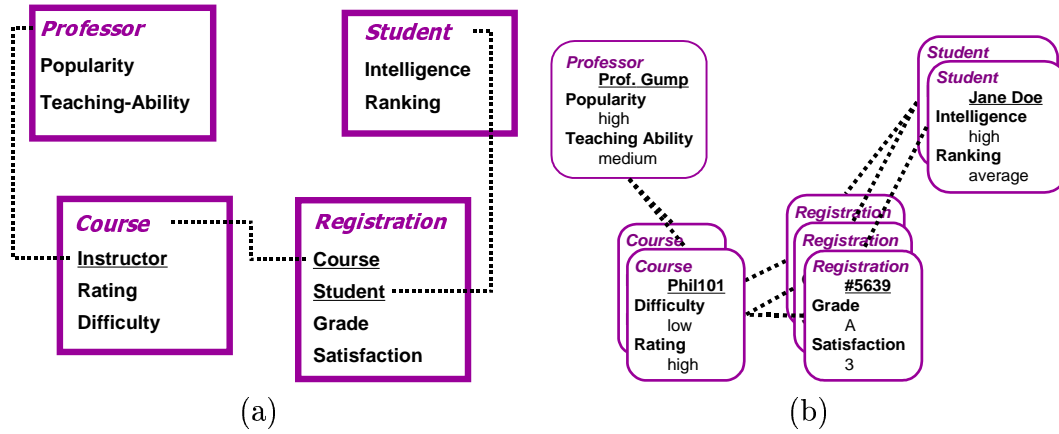 Professor
Popularity
Teaching-Ability
Student
Intelligence
Ranking
Course
Instructor
Rating
Difficulty
Registration
Course
Student
Grade
Satisfaction
(a)
Professor
Prof. Gump
Popularity
high
Teaching Ability
medium
Student
Student
Jane Doe
Intelligence
high
Ranking
average
Course
Course
Phil101
Difficulty
low
Rating
high
Registration
Registration
Registration
#5639
Grade
A
Satisfaction
3
(b)